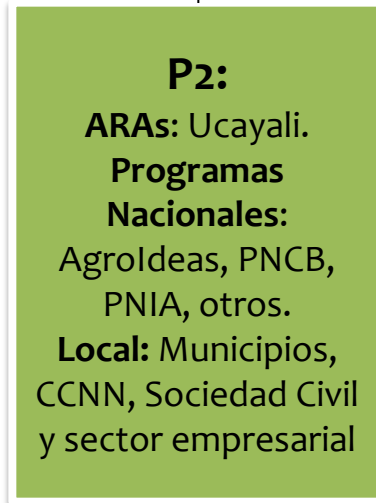 P2:
ARAs: Ucayali.
Programas
Nacionales:
AgroIdeas, PNCB,
PNIA, otros.
Local: Municipios,
CCNN, Sociedad Civil
y sector empresarial